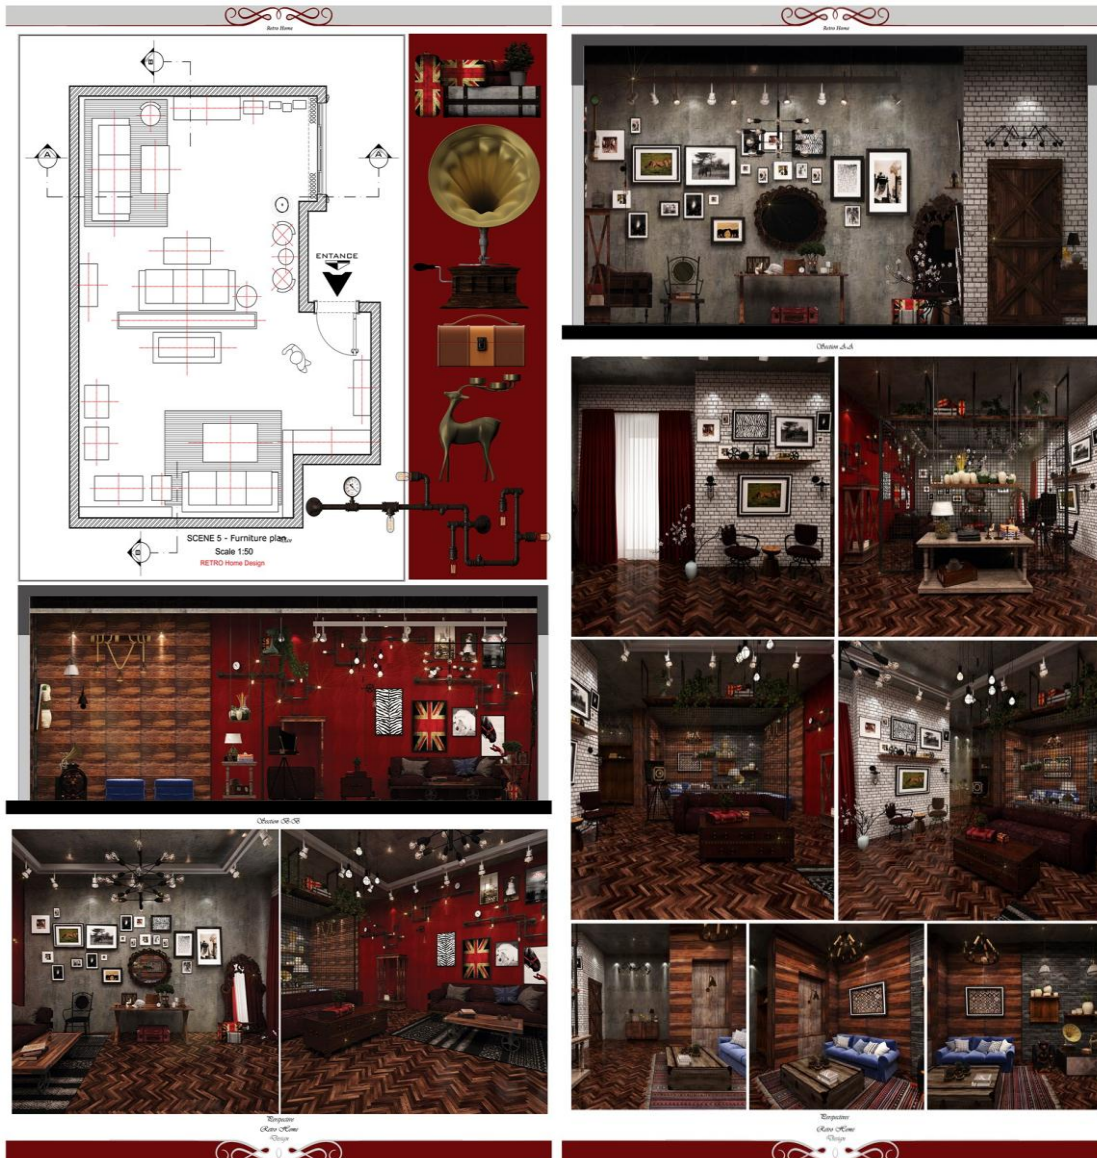 Retro Home
B
A
A
ENTANCE
B
SCENE 5 - Furniture plan
Scale 1:50
RETRO Home Design
Section B-B
Perspective
Retro Home
Design
Retro Home
Section A-A
Perspective
Retro Home
Design